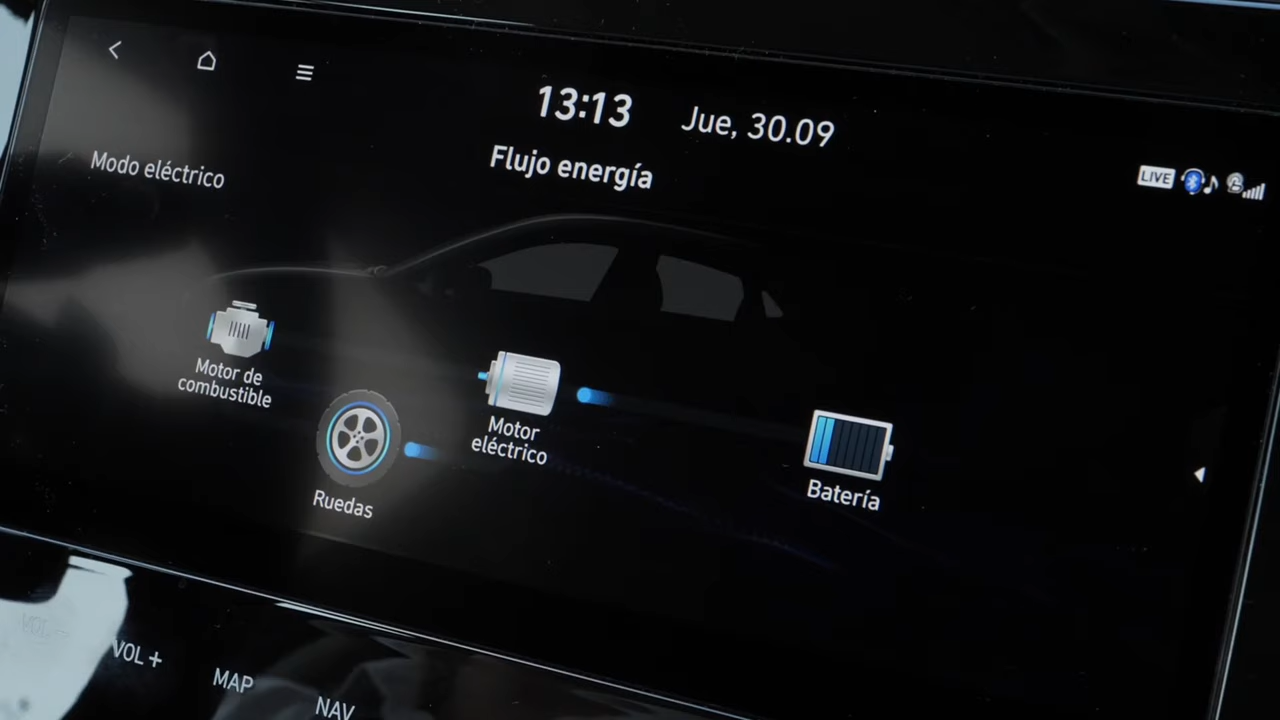 13:13 Jue, 30.09
Flujo energía
LIVE
Modo eléctrico
Motor de
combustible
Motor
eléctrico
Ruedas
Batería
VOL -
VOL +
MAP
NAV